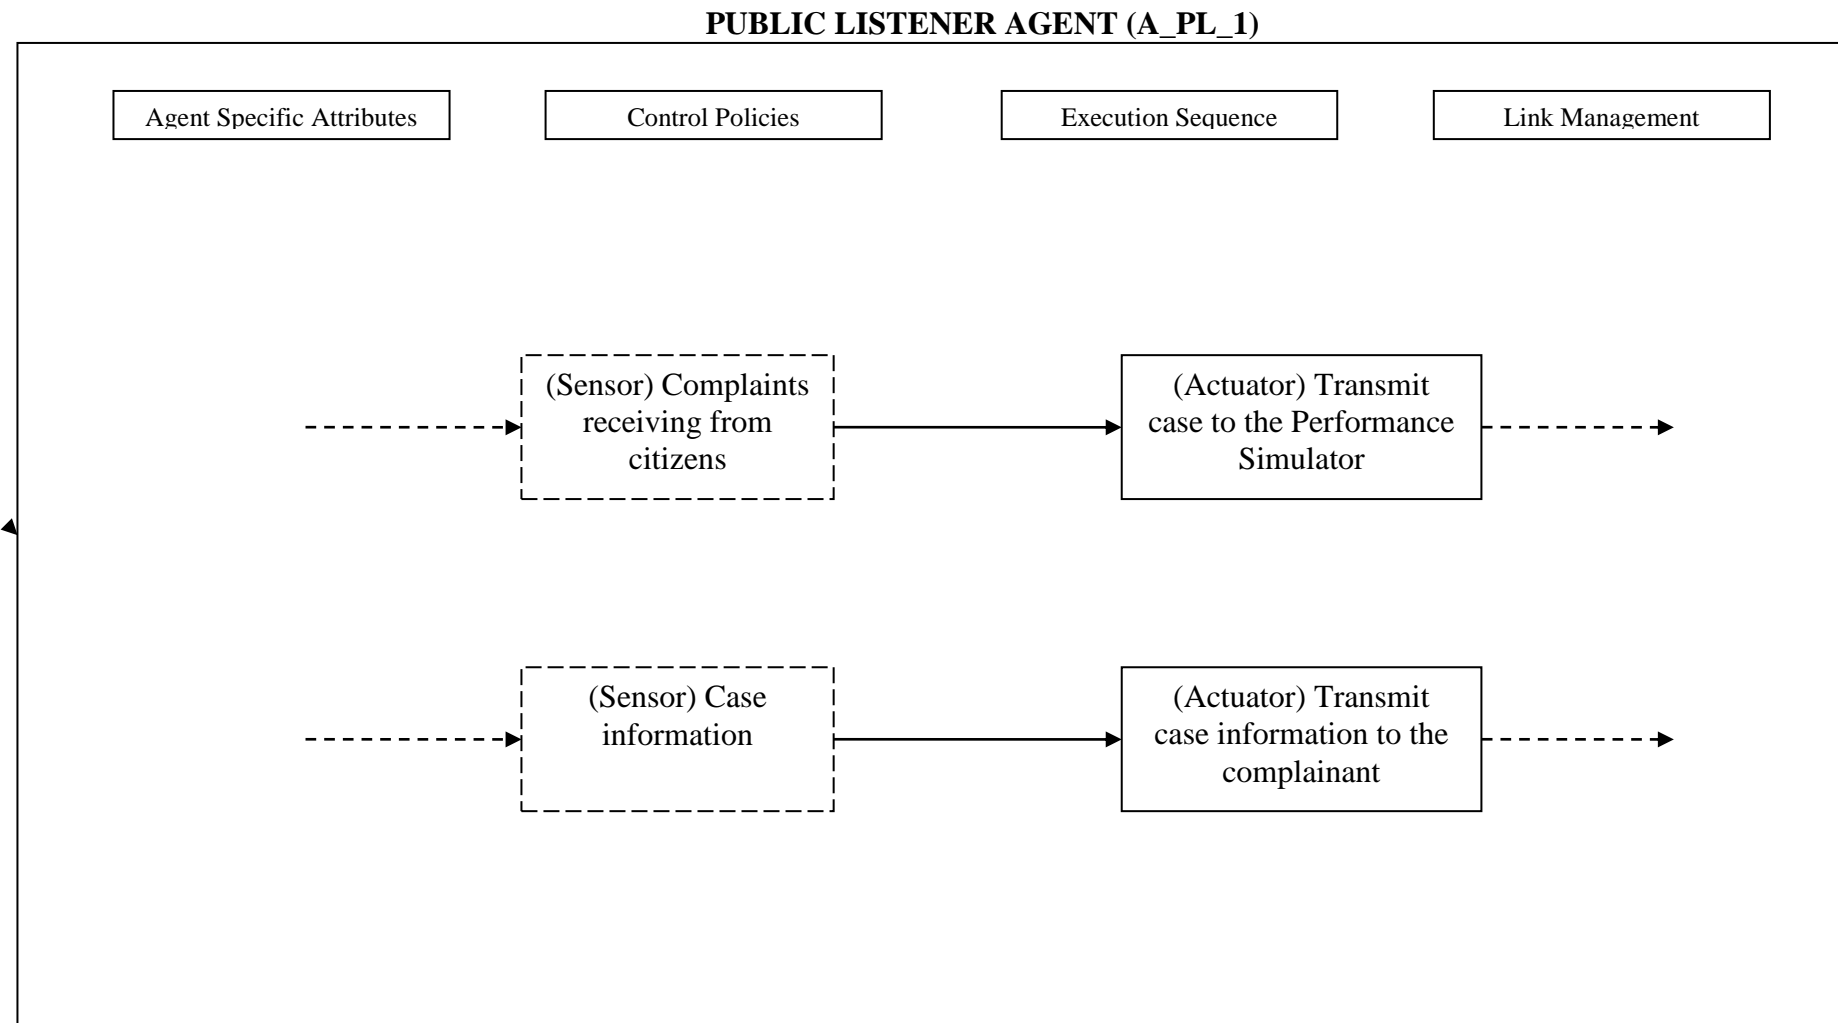 PUBLIC LISTENER AGENT (A_PL_1)
Agent Specific Attributes
Control Policies
Execution Sequence
Link Management
(Sensor) Complaints
receiving from
citizens
(Actuator) Transmit
case to the Performance
Simulator
(Sensor) Case
information
(Actuator) Transmit
case information to the
complainant